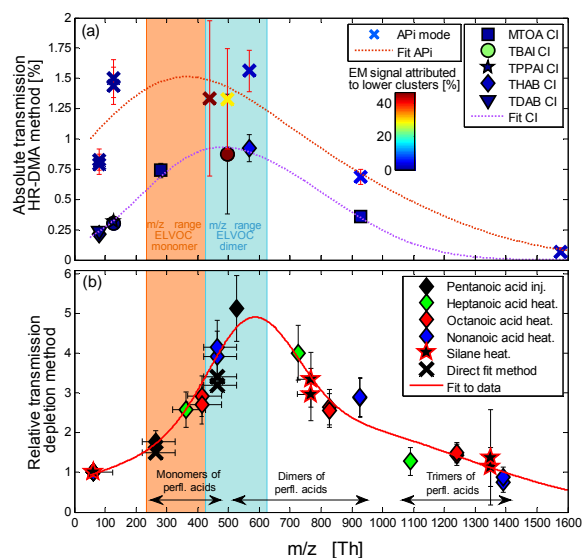 (a)
Absolute transmission
HR-DMA method [%]
2
1.75
1.5
1.25
1
0.75
0.5
0.25
0
APi mode
Fit APi
EM signal attributed
to lower clusters [%]
40
30
20
10
0
MTOA CI
TBAI CI
TPPAI CI
THAB CI
TDAB CI
Fit CI
m/z range
ELVOC
monomer
m/z range
ELVOC
dimer
(b)
Relative transmission
depletion method
6
5
4
3
2
1
0
Pentanoic acid inj.
Heptanoic acid heat.
Octanoic acid heat.
Nonanoic acid heat.
Silane heat.
Direct fit method
Fit to data
Monomers of
perfl. acids
Dimers of
perfl. acids
Trimers of
perfl. acids
0 100 200 300 400 500 600 700 800 900 1000 1100 1200 1300 1400 1500 1600
m/z [Th]